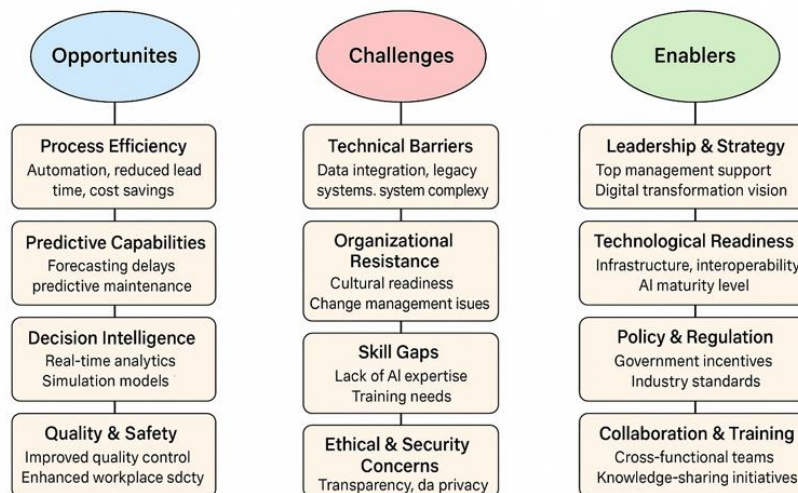 Opportunites
Process Efficiency
Automation, reduced lead
time, cost savings
Predictive Capabilities
Forecasting delays
predictive maintenance
Decision Intelligence
Real-time analytics
Simulation models
Quality & Safety
Improved quality control
Enhanced workplace sdcty
Challenges
Technical Barriers
Data integration, legacy
systems. system complexy
Organizational
Resistance
Cultural readiness
Change management isues
Skill Gaps
Lack of AI expertise
Training needs
Ethical & Security
Concerns
Transparency, da privacy
Enablers
Leadership & Strategy
Top management support
Digital transformation vision
Technological Readiness
Infrastructure, interoperability
AI maturity level
Policy & Regulation
Government incentives
Industry standards
Collaboration & Training
Cross-functional teams
Knowledge-sharing initiatives